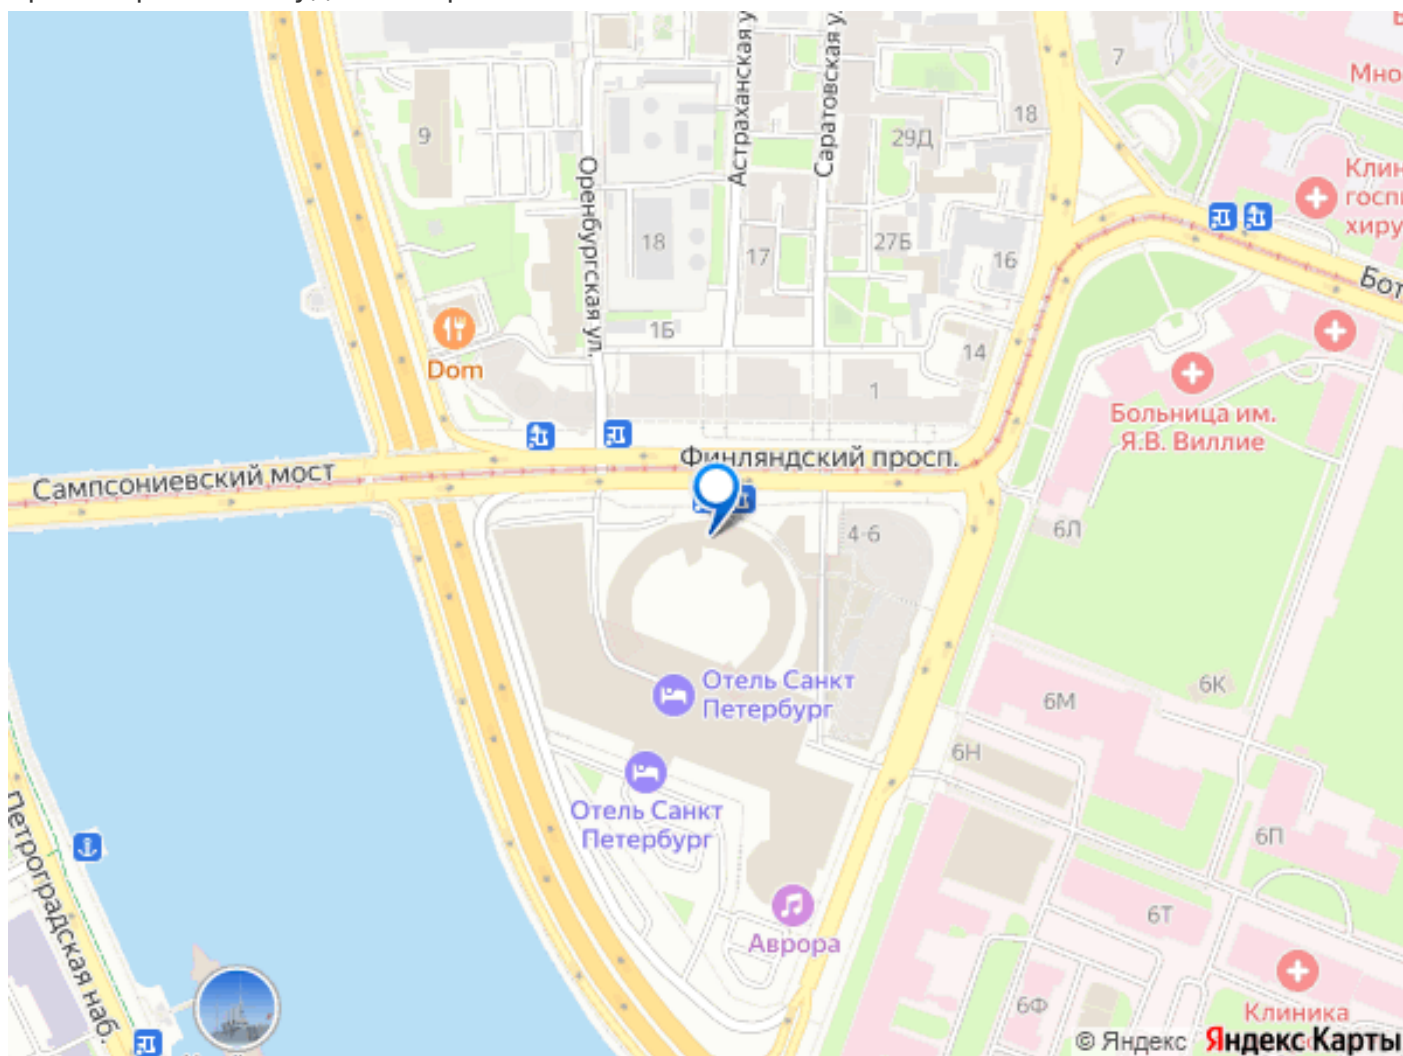 7
Мно
9
Астраханская у
Саратовская у
18
29Д
Клин
госп
хиру
Оренбургская ул.
18
17
27Б
16
Бот
1Б
14
Dom
1
Больница им.
Я.В. Виллие
Финляндский просп.
Сампсониевский мост
4-6
6Л
Отель Санкт
Петербург
6К
6М
6Н
Отель Санкт
Петербург
Петроградская наб.
6П
6Т
Аврора
6Ф
Клиника
© Яндекс Яндекс Карты